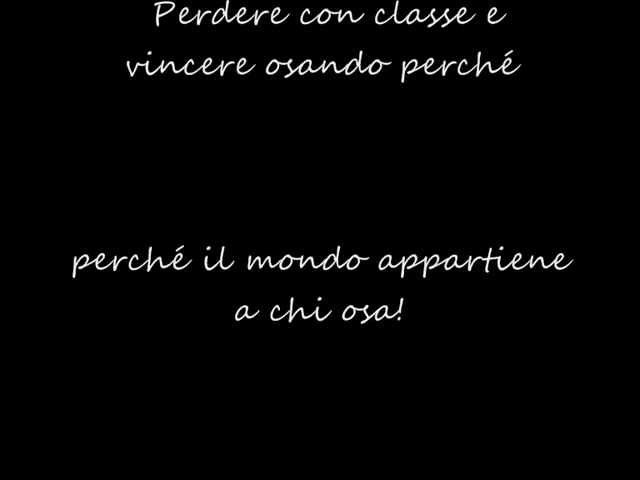 Perdere con classe e
vincere osando perché
perché il mondo appartiene
a chi osa!